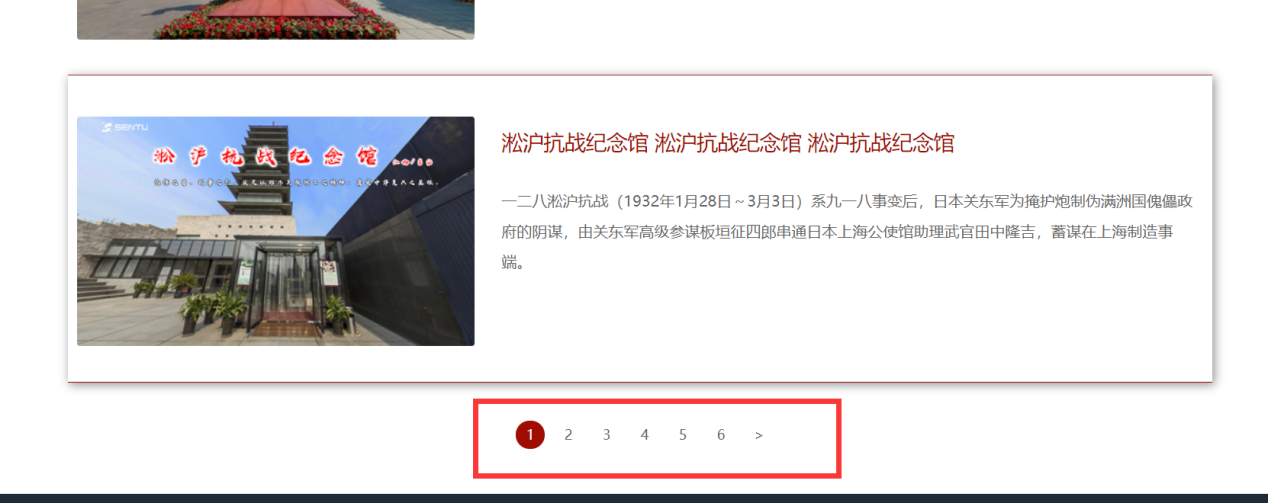 SENTU
淞沪抗战纪念馆
淞沪抗战纪念馆 淞沪抗战纪念馆 淞沪抗战纪念馆
一二八淞沪抗战（1932年1月28日～3月3日）系九一八事变后，日本关东军为掩护炮制伪满洲国傀儡政
府的阴谋，由关东军高级参谋板垣征四郎串通日本上海公使馆助理武官田中隆吉，蓄谋在上海制造事
端。
1 2 3 4 5 6 >